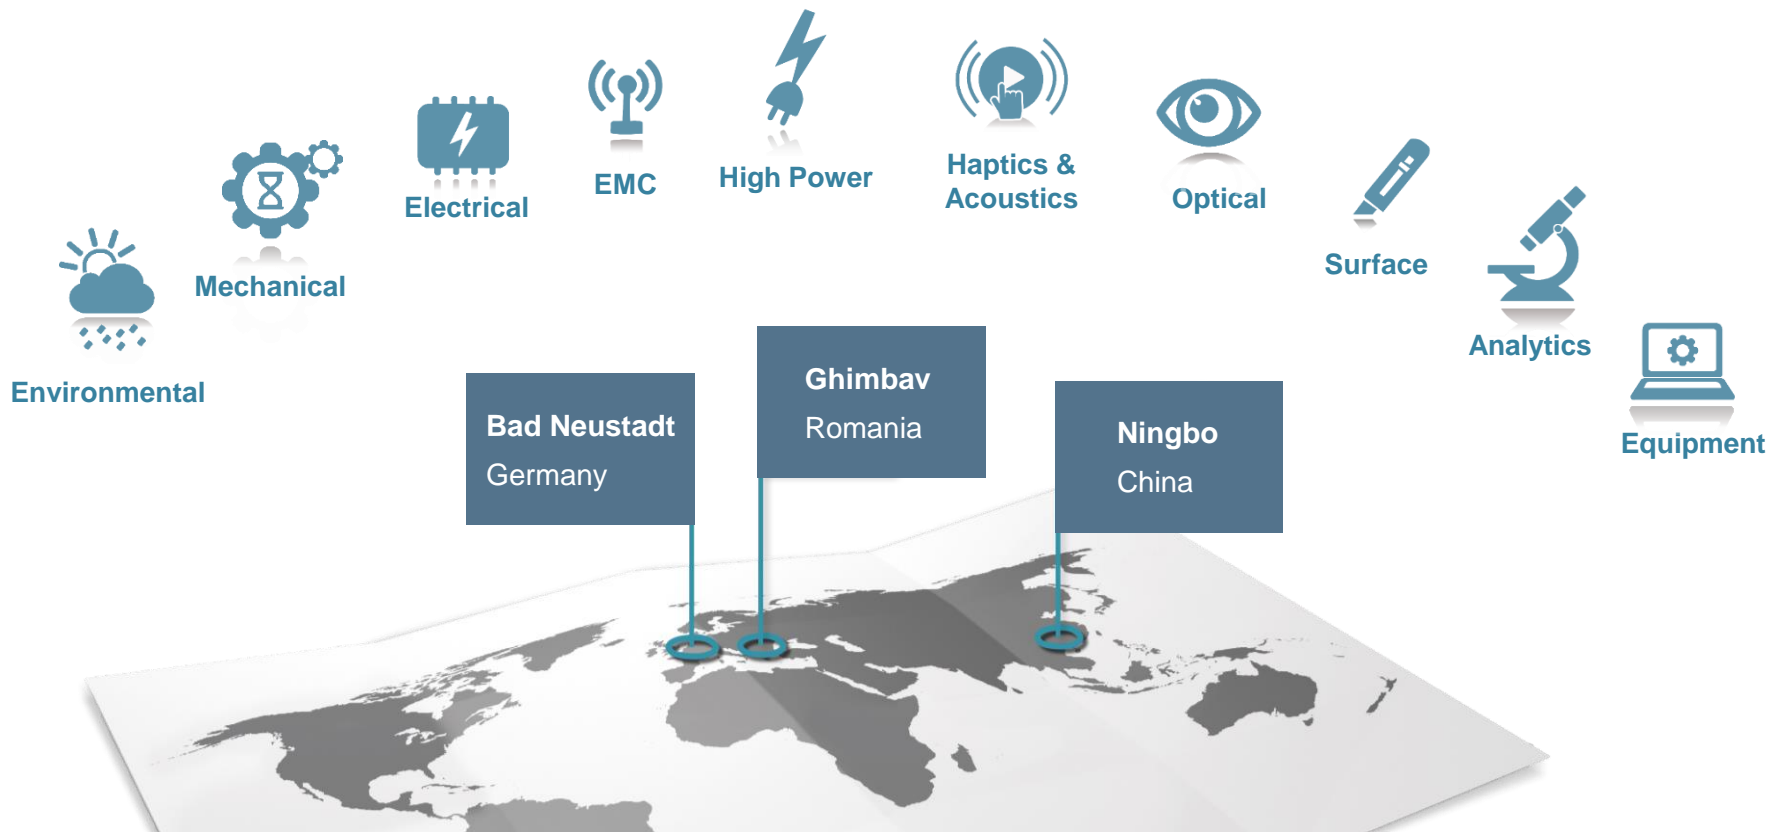 Environmental
Mechanical
Electrical
EMC
High Power
Haptics &
Acoustics
Optical
Surface
Analytics
Equipment
Bad Neustadt
Germany
Ghimbav
Romania
Ningbo
China